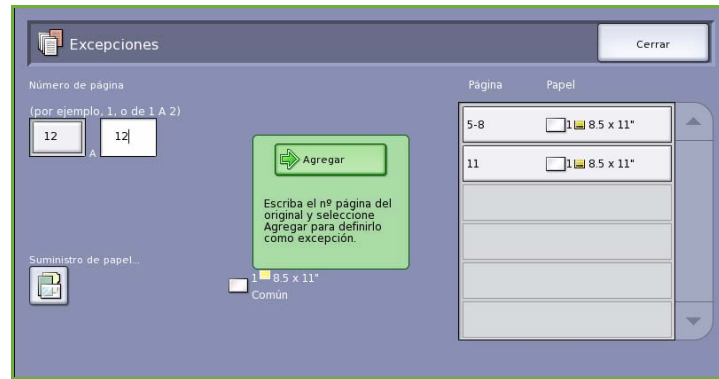 Excepciones
Cerrar
Número de página
(por ejemplo, 1, o de 1 A 2)
12 A 12
Agregar
Escriba el nº página del
original y seleccione
Agregar para definirlo
como excepción.
Suministro de papel...
1 8.5 x 11"
Común
Página Papel
5-8 1 8.5 x 11"
11 1 8.5 x 11"